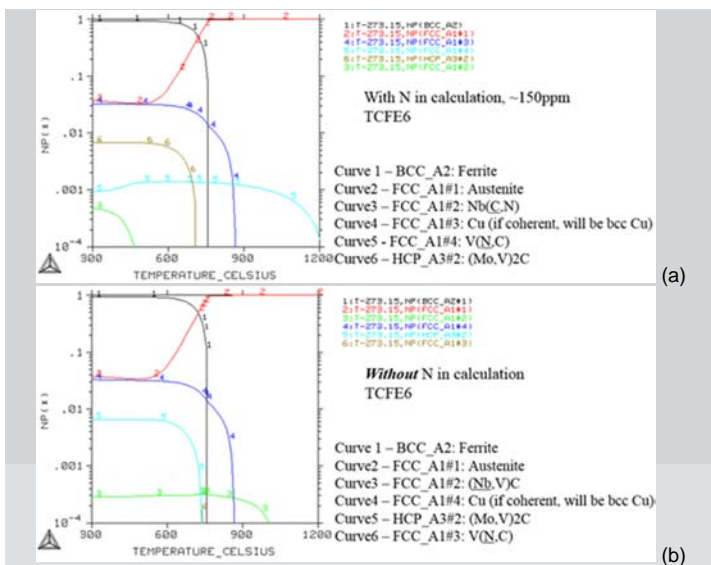 1:T-273.15,NP(BCC_A2)
2:T-273.15,NP(FCC_A1#1)
4:T-273.15,NP(FCC_A1#3)
5:T-273.15,NP(FCC_A1#4)
6:T-273.15,NP(HCP_A3#2)
3:T-273.15,NP(FCC_A1#2)
With N in calculation, ~150ppm
TCFE6
Curve 1 – BCC_A2: Ferrite
Curve2 – FCC_A1#1: Austenite
Curve3 – FCC_A1#2: Nb(C,N)
Curve4 – FCC_A1#3: Cu (if coherent, will be bcc Cu)
Curve5 - FCC_A1#4: V(N,C)
Curve6 – HCP_A3#2: (Mo,V)2C
NP(*)
1
.1
.01
.001
10-4
300 600 900 1200
TEMPERATURE_CELSIUS
(a)
1:T-273.15,NP(BCC_A2#1)
2:T-273.15,NP(FCC_A1#1)
3:T-273.15,NP(FCC_A1#2)
4:T-273.15,NP(FCC_A1#4)
5:T-273.15,NP(HCP_A3#2)
6:T-273.15,NP(FCC_A1#3)
Without N in calculation
TCFE6
Curve 1 – BCC_A2: Ferrite
Curve2 – FCC_A1#1: Austenite
Curve3 – FCC_A1#2: (Nb,V)C
Curve4 – FCC_A1#4: Cu (if coherent, will be bcc Cu)
Curve5 – HCP_A3#2: (Mo,V)2C
Curve6 – FCC_A1#3: V(N,C)
NP(*)
1
.1
.01
.001
10-4
300 600 900 1200
TEMPERATURE_CELSIUS
(b)